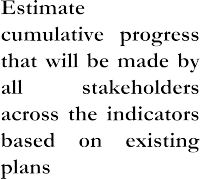 Estimate
cumulative progress
that will be made by
all stakeholders
across the indicators
based on existing
plans